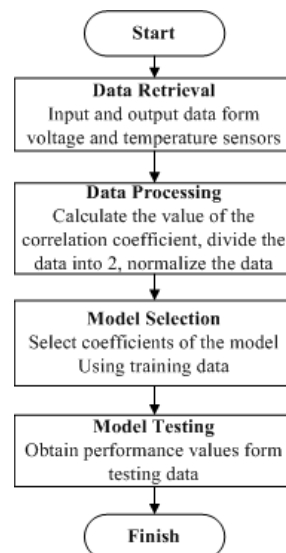 Start
Data Retrieval
Input and output data form
voltage and temperature sensors
Data Processing
Calculate the value of the
correlation coefficient, divide the
data into 2, normalize the data
Model Selection
Select coefficients of the model
Using training data
Model Testing
Obtain performance values form
testing data
Finish